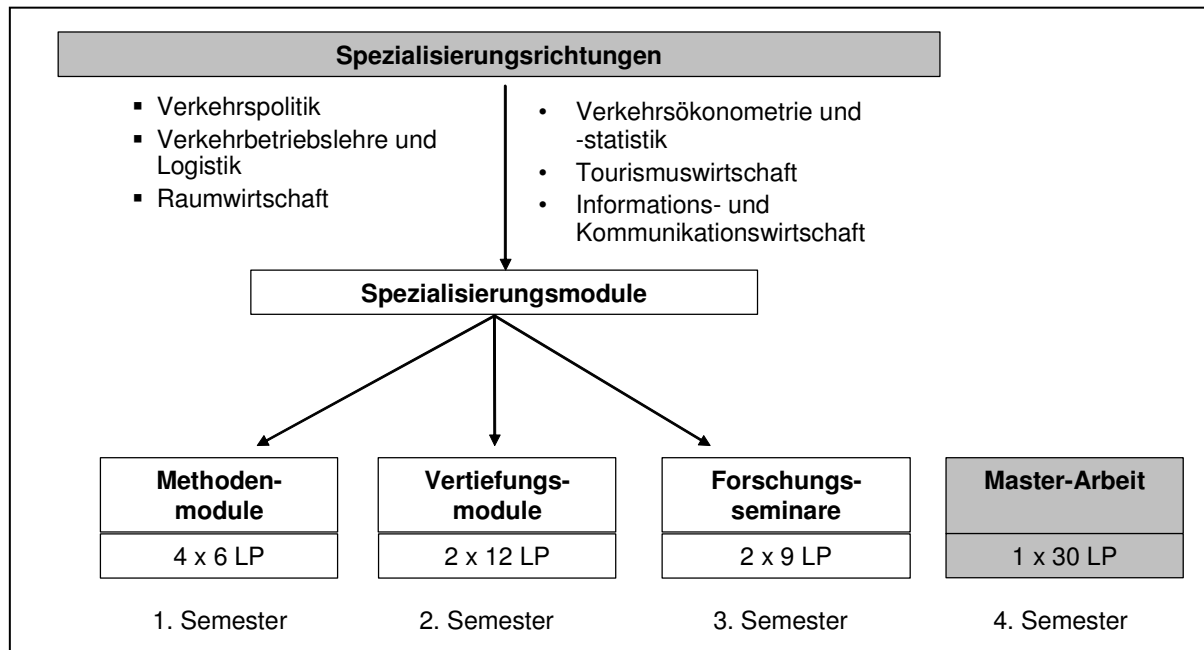 Spezialisierungsrichtungen
▪ Verkehrspolitik
▪ Verkehrbetriebslehre und
Logistik
▪ Raumwirtschaft
• Verkehrsökonometrie und
-statistik
• Tourismuswirtschaft
• Informations- und
Kommunikationswirtschaft
Spezialisierungsmodule
Methoden-
module
4 x 6 LP
1. Semester
Vertiefungs-
module
2 x 12 LP
2. Semester
Forschungs-
seminare
2 x 9 LP
3. Semester
Master-Arbeit
1 x 30 LP
4. Semester